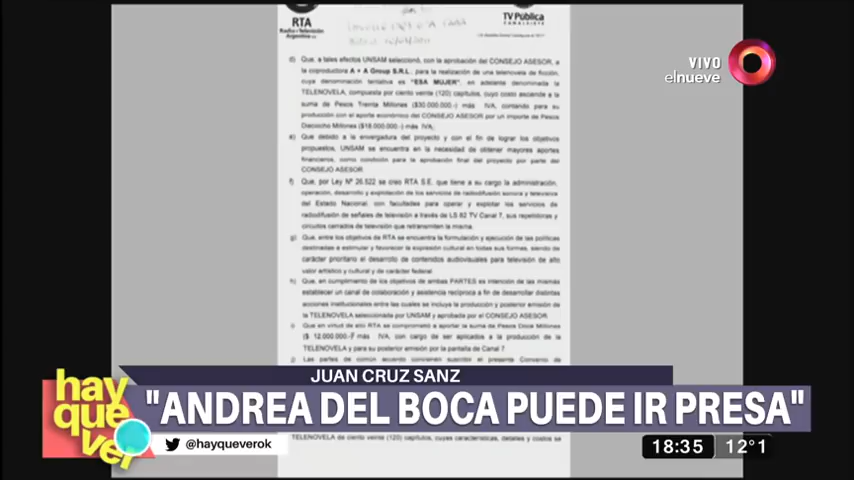 RTA
Radio y Televisión
Argentina S.E.
TV Pública
CANALSIETE
VIVO
elnueve
d) Que, a tales efectos UNSAM seleccionó, con la aprobación del CONSEJO ASESOR, a
la coproductora A + A Group S.R.L.; para la realización de una telenovela de ficción,
cuya denominación tentativa es "ESA MUJER", en adelante denominada la
TELENOVELA, compuesta por ciento veinte (120) capítulos, cuyo costo asciende a la
suma de Pesos Treinta Millones ($30.000.000.-) más IVA, contando para su
producción con el aporte económico del CONSEJO ASESOR por un importe de Pesos
Dieciocho Millones ($18.000.000.-) más IVA;
e) Que debido a la envergadura del proyecto y con el fin de lograr los objetivos
propuestos, UNSAM se encuentra en la necesidad de obtener mayores aportes
financieros, como condición para la aprobación final del proyecto por parte del
CONSEJO ASESOR
f) Que, por Ley Nº 26.522 se creo RTA S.E. que tiene a su cargo la administración,
operación, desarrollo y explotación de los servicios de radiodifusión sonora y televisiva
del Estado Nacional, con facultades para operar y explotar los servicios de
radiodifusión señales de televisión a través de LS 82 TV Canal 7, sus repetidoras y
circuitos cerrados de televisión que retransmiten la misma.
g) Que, entre los objetivos de RTA se encuentra la formulación y ejecución de las políticas
destinadas a estimular y favorecer la expresión cultural en todas sus formas, siendo de
carácter prioritario el desarrollo de contenidos audiovisuales para televisión de alto
valor artístico y cultural y de carácter federal.
h) Que, en cumplimiento de los objetivos de ambas PARTES es intención de las mismas
establecer un canal de colaboración y asistencia recíproca a fin de desarrollar distintas
acciones institucionales entre las cuales se incluye la producción y posterior emisión de
la TELENOVELA seleccionada por UNSAM y aprobada por el CONSEJO ASESOR
i) Que en virtud de ello RTA se comprometió a aportar la suma de Pesos Doce Millones
($ 12.000.000.-) más IVA, con cargo de ser aplicados a la producción de la
TELENOVELA y para su posterior emisión por la pantalla de Canal 7
j) Las partes de común acuerdo convienen suscribir el presente Convenio de
JUAN CRUZ SANZ
hay
que
ver
"ANDREA DEL BOCA PUEDE IR PRESA"
@hayqueverok
18:35
12°1
TELENOVELA de ciento veinte (120) capítulos, cuyas características, detalles y costos se